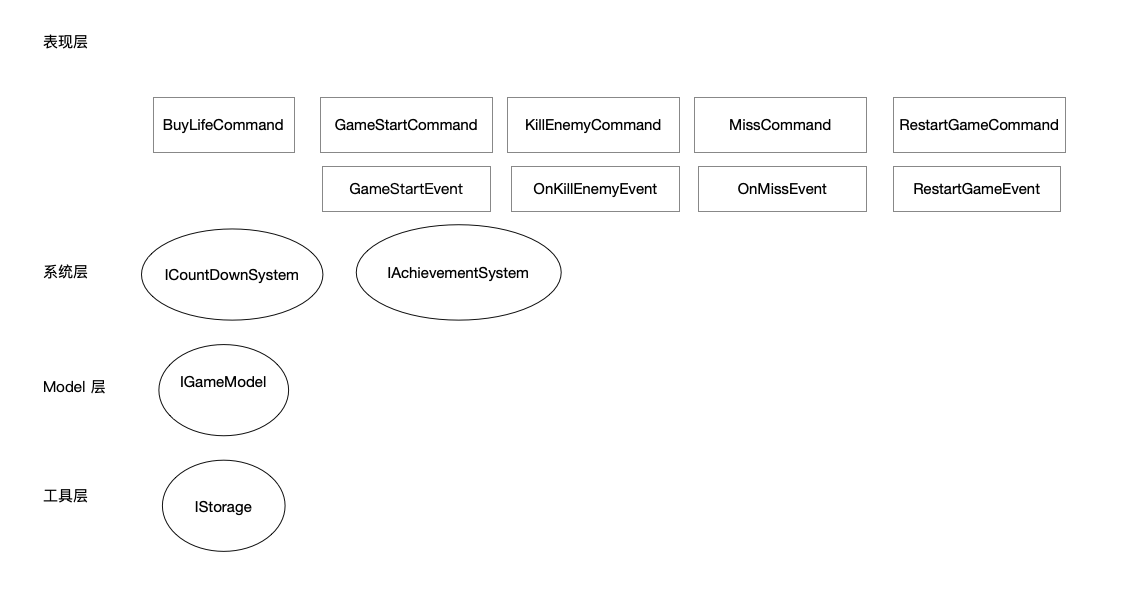 表现层
BuyLifeCommand
GameStartCommand
KillEnemyCommand
MissCommand
RestartGameCommand
GameStartEvent
OnKillEnemyEvent
OnMissEvent
RestartGameEvent
系统层
ICountDownSystem
IAchievementSystem
Model 层
IGameModel
工具层
IStorage